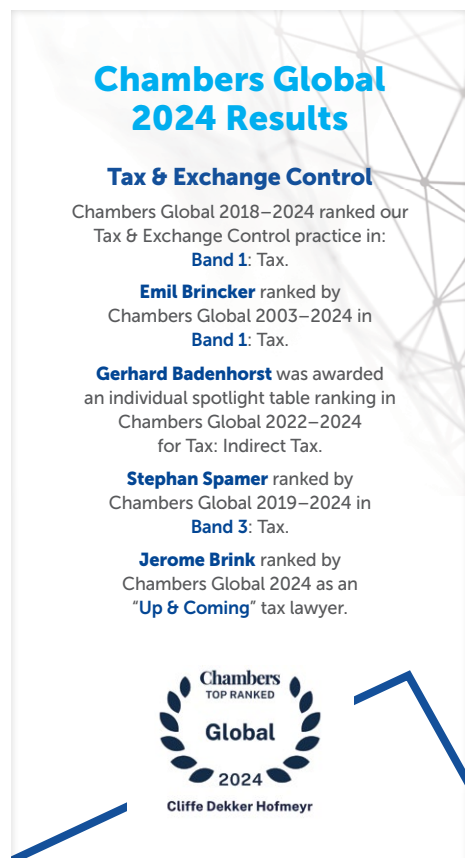 Chambers Global
2024 Results
Tax & Exchange Control
Chambers Global 2018–2024 ranked our
Tax & Exchange Control practice in:
Band 1: Tax.
Emil Brincker ranked by
Chambers Global 2003–2024 in
Band 1: Tax.
Gerhard Badenhorst was awarded
an individual spotlight table ranking in
Chambers Global 2022–2024
for Tax: Indirect Tax.
Stephan Spamer ranked by
Chambers Global 2019–2024 in
Band 3: Tax.
Jerome Brink ranked by
Chambers Global 2024 as an
“Up & Coming” tax lawyer.
Chambers
TOP RANKED
Global
2024
Cliffe Dekker Hofmeyr